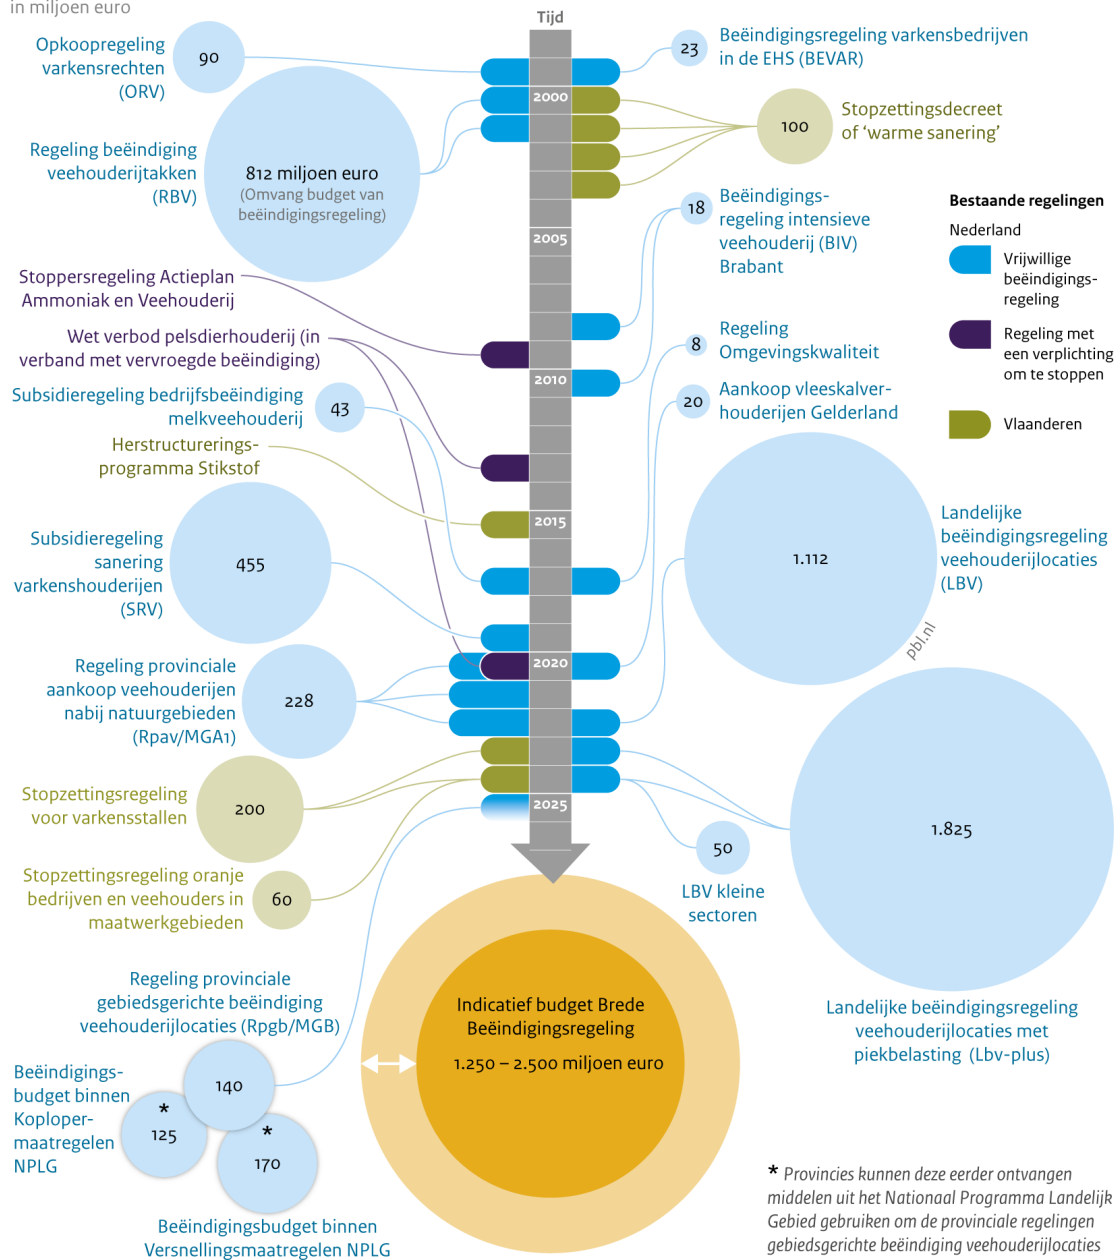 in miljoen euro
Tijd
Opkoopregeling
varkensrechten
(ORV)
90
23
Beëindigingsregeling varkensbedrijven
in de EHS (BEVAR)
2000
100
Stopzettingsdecreet
of ‘warme sanering’
Regeling beëindiging
veehouderijtakken
(RBV)
812 miljoen euro
(Omvang budget van
beëindigingsregeling)
18
Beëindigings-
regeling intensieve
veehouderij (BIV)
Brabant
Bestaande regelingen
Nederland
Vrijwillige
beëindigings-
regeling
Regeling met
een verplichting
om te stoppen
Vlaanderen
2005
Stoppersregeling Actieplan
Ammoniak en Veehouderij
Wet verbod pelsdierhouderij (in
verband met vervroegde beëindiging)
8
Regeling
Omgevingskwaliteit
2010
20
Aankoop vleeskalver-
houderijen Gelderland
Subsidieregeling bedrijfsbeëindiging
melkveehouderij
43
Herstructurerings-
programma Stikstof
2015
Subsidieregeling
sanering
varkenshouderijen
(SRV)
455
1.112
Landelijke
beëindigingsregeling
veehouderijlocaties
(LBV)
pbl.nl
2020
Regeling provinciale
aankoop veehouderijen
nabij natuurgebieden
(Rpav/MGA1)
228
Stopzettingsregeling
voor varkensstallen
200
2025
1.825
50
LBV kleine
sectoren
Stopzettingsregeling oranje
bedrijven en veehouders in
maatwerkgebieden
60
Landelijke beëindigingsregeling
veehouderijlocaties met
piekbelasting (Lbv-plus)
Indicatief budget Brede
Beëindigingsregeling
1.250 – 2.500 miljoen euro
Regeling provinciale
gebiedsgerichte beëindiging
veehouderijlocaties (Rpgb/MGB)
140
Beëindigings-
budget binnen
Koploper-
maatregelen
NPLG
*
125
*
170
Beëindigingsbudget binnen
Versnellingsmaatregelen NPLG
* Provincies kunnen deze eerder ontvangen
middelen uit het Nationaal Programma Landelijk
Gebied gebruiken om de provinciale regelingen
gebiedsgerichte beëindiging veehouderijlocaties